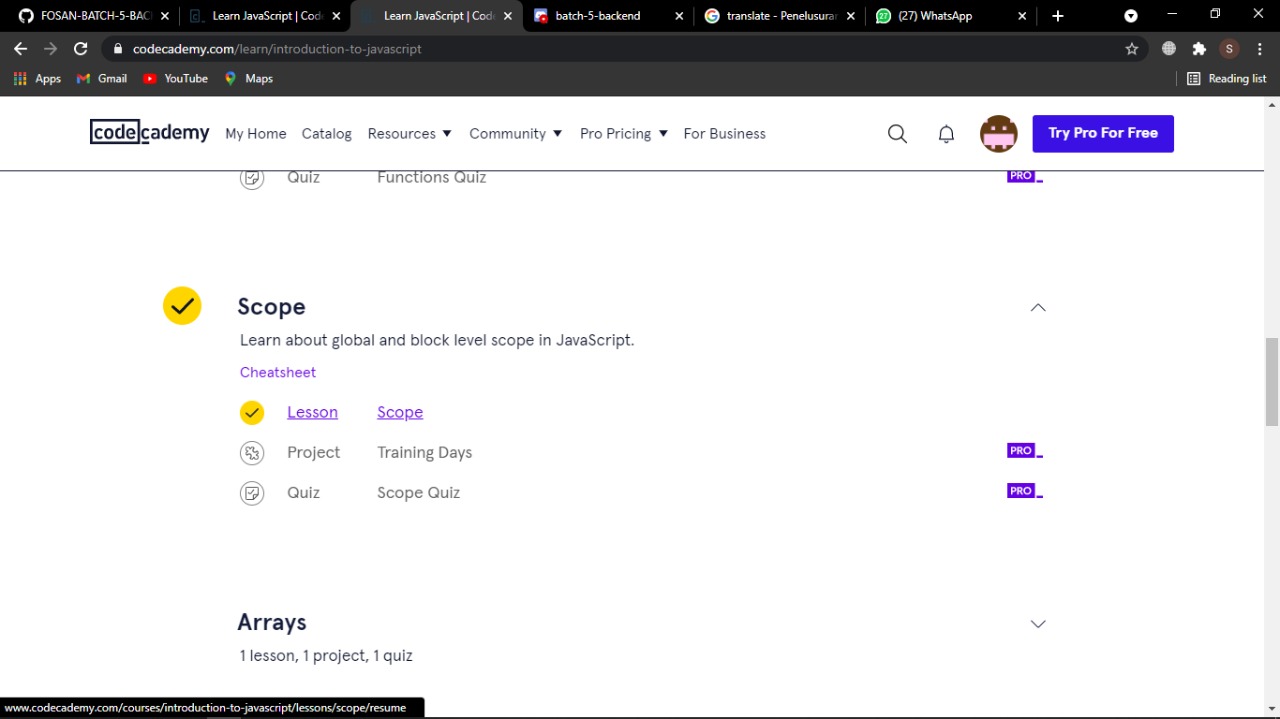 FOSAN-BATCH-5-BAC
Learn JavaScript | Code
Learn JavaScript | Code
batch-5-backend
translate - Penelusuran
(27) WhatsApp
codecademy.com/learn/introduction-to-javascript
S
Apps
Gmail
YouTube
Maps
Reading list
codecademy
My Home
Catalog
Resources
Community
Pro Pricing
For Business
Try Pro For Free
Quiz
Functions Quiz
PRO
Scope
Learn about global and block level scope in JavaScript.
Cheatsheet
Lesson
Scope
Project
Training Days
PRO
Quiz
Scope Quiz
PRO
Arrays
1 lesson, 1 project, 1 quiz
www.codecademy.com/courses/introduction-to-javascript/lessons/scope/resume